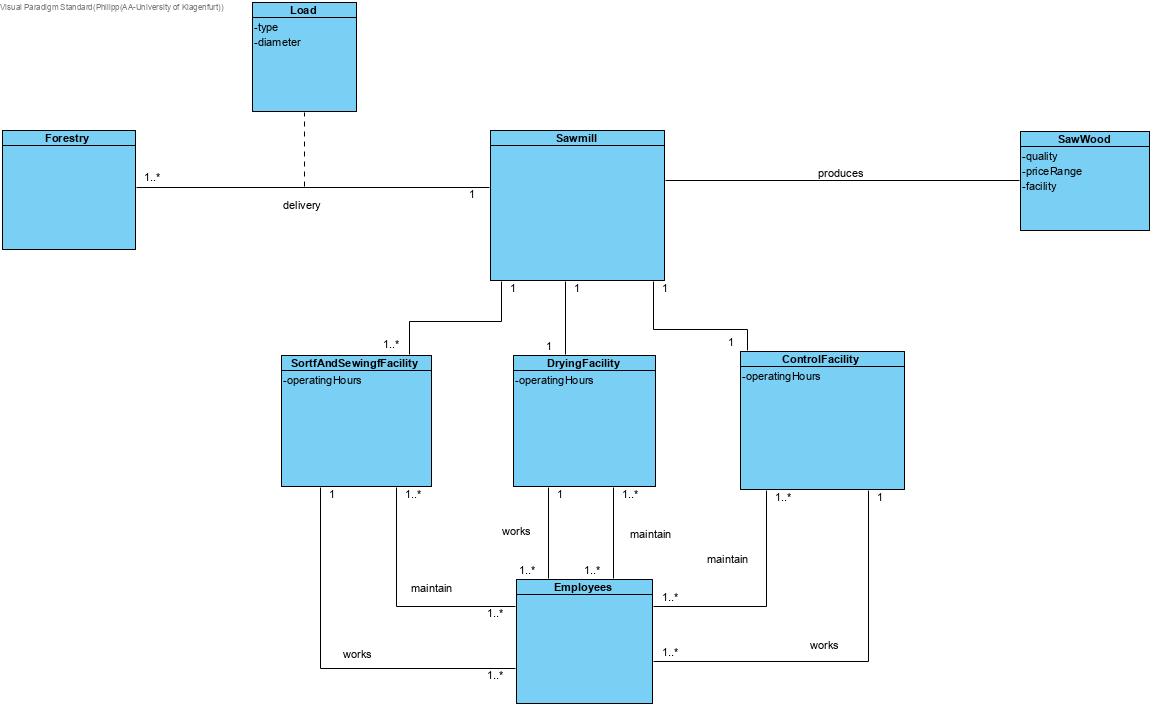 Visual Paradigm Standard(Philipp(AA-University of Klagenfurt))
Load
-type
-diameter
Forestry
1..*
delivery
1
Sawmill
produces
SawWood
-quality
-priceRange
-facility
1
1
1
1..*
1
1
SortfAndSewingfFacility
-operatingHours
DryingFacility
-operatingHours
ControlFacility
-operatingHours
1
1..*
1
1..*
1..*
1
works
maintain
maintain
1..*
1..*
maintain
Employees
1..*
1..*
works
1..*
1..*
works